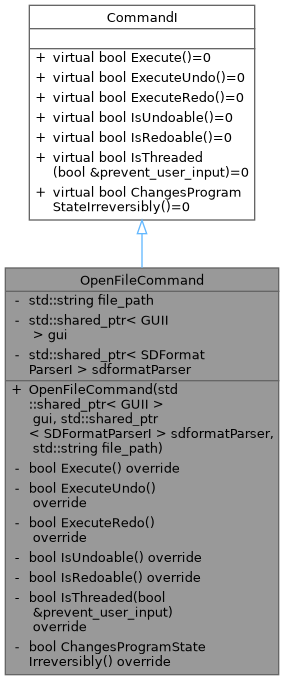 CommandI
+ virtual bool Execute()=0
+ virtual bool ExecuteUndo()=0
+ virtual bool ExecuteRedo()=0
+ virtual bool IsUndoable()=0
+ virtual bool IsRedoable()=0
+ virtual bool IsThreaded
(bool &prevent_user_input)=0
+ virtual bool ChangesProgram
StateIrreversibly()=0
OpenFileCommand
- std::string file_path
- std::shared_ptr< GUII
> gui
- std::shared_ptr< SDFormat
ParserI > sdformatParser
+ OpenFileCommand(std
::shared_ptr< GUII >
gui, std::shared_ptr
< SDFormatParserI > sdformatParser,
std::string file_path)
- bool Execute() override
- bool ExecuteUndo()
override
- bool ExecuteRedo()
override
- bool IsUndoable() override
- bool IsRedoable() override
- bool IsThreaded(bool
&prevent_user_input)
override
- bool ChangesProgramState
Irreversibly() override